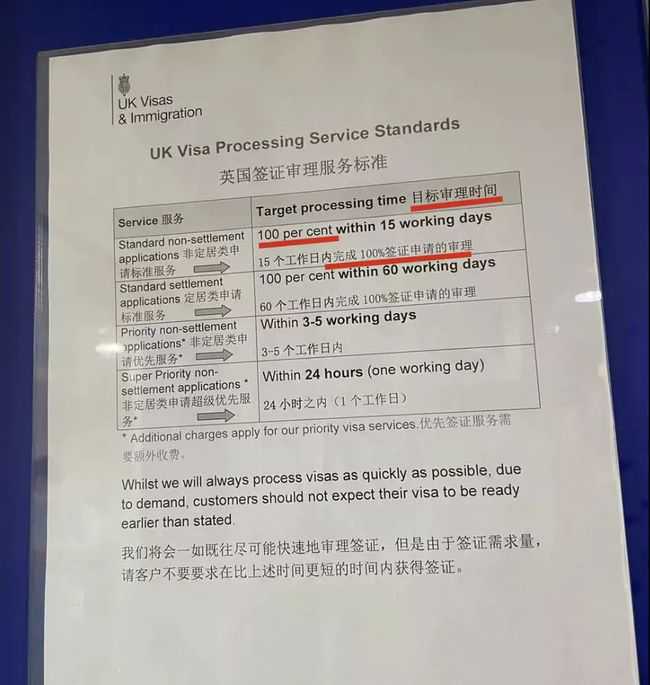 UK Visas
& Immigration
UK Visa Processing Service Standards
英国签证审理服务标准
Service 服务
Target processing time 目标审理时间
Standard non-settlement
applications 非定居类申
请标准服务
100 per cent within 15 working days
15 个工作日内完成 100%签证申请的审理
Standard settlement
applications 定居类申请
标准服务
100 per cent within 60 working days
60 个工作日内完成 100%签证申请的审理
Priority non-settlement
applications* 非定居类申
请优先服务*
Within 3-5 working days
3-5 个工作日内
Super Priority non-
settlement applications *
非定居类申请超级优先服
务*
Within 24 hours (one working day)
24 小时之内（1 个工作日）
* Additional charges apply for our priority visa services.优先签证服务需
要额外收费。
Whilst we will always process visas as quickly as possible, due
to demand, customers should not expect their visa to be ready
earlier than stated.
我们将会一如既往尽可能快速地审理签证，但是由于签证需求量，
请客户不要要求在比上述时间更短的时间内获得签证。